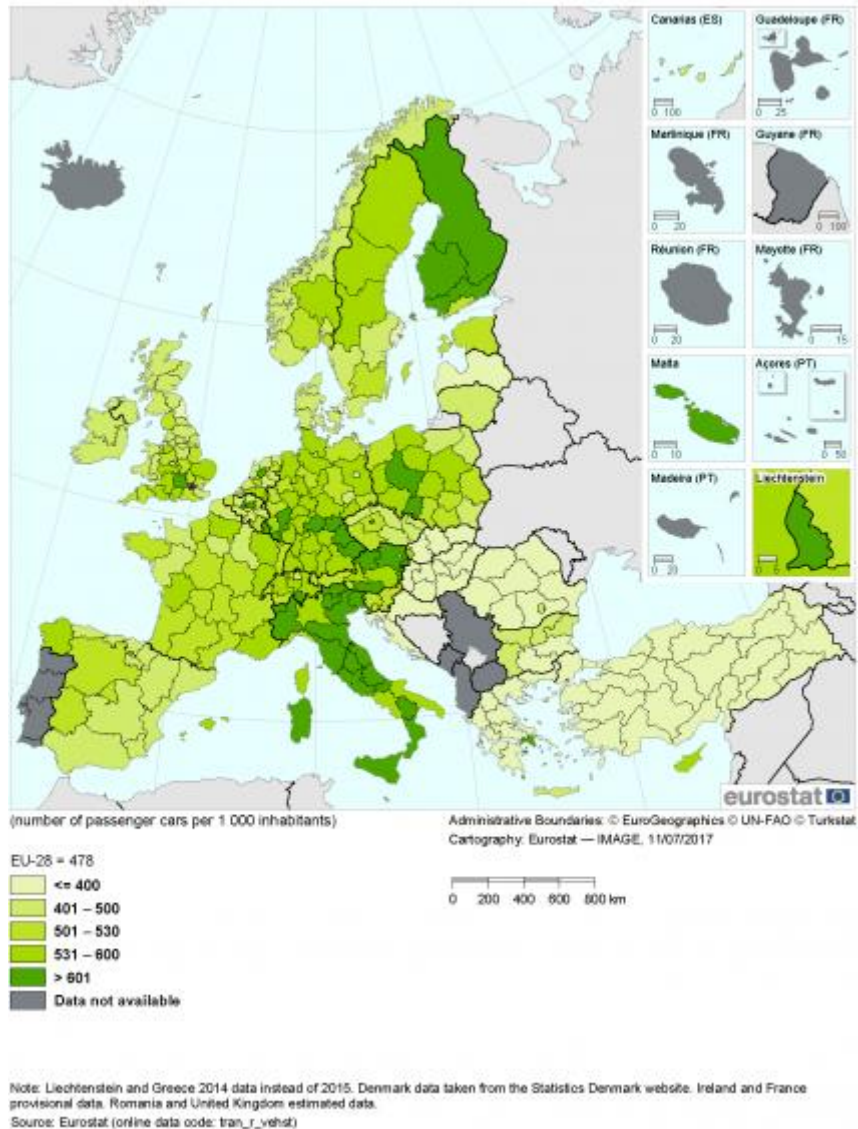 Canarias (ES)
Guadeloupe (FR)
0 100
0 25
Martinique (FR)
Guyane (FR)
0 20
0 100
Réunion (FR)
Mayotte (FR)
0 20
0 15
Malta
Açores (PT)
0 10
0 50
Madeira (PT)
Liechtenstein
0 20
0 5
eurostat
(number of passenger cars per 1 000 inhabitants)
Administrative Boundaries: © EuroGeographics © UN-FAO © Turkstat
Cartography: Eurostat — IMAGE, 11/07/2017
EU-28 = 478
<= 400
401 – 500
501 – 530
531 – 600
> 601
Data not available
0 200 400 600 800 km
Note: Liechtenstein and Greece 2014 data instead of 2015. Denmark data taken from the Statistics Denmark website. Ireland and France
provisional data. Romania and United Kingdom estimated data.
Source: Eurostat (online data code: tran_r_vehst)